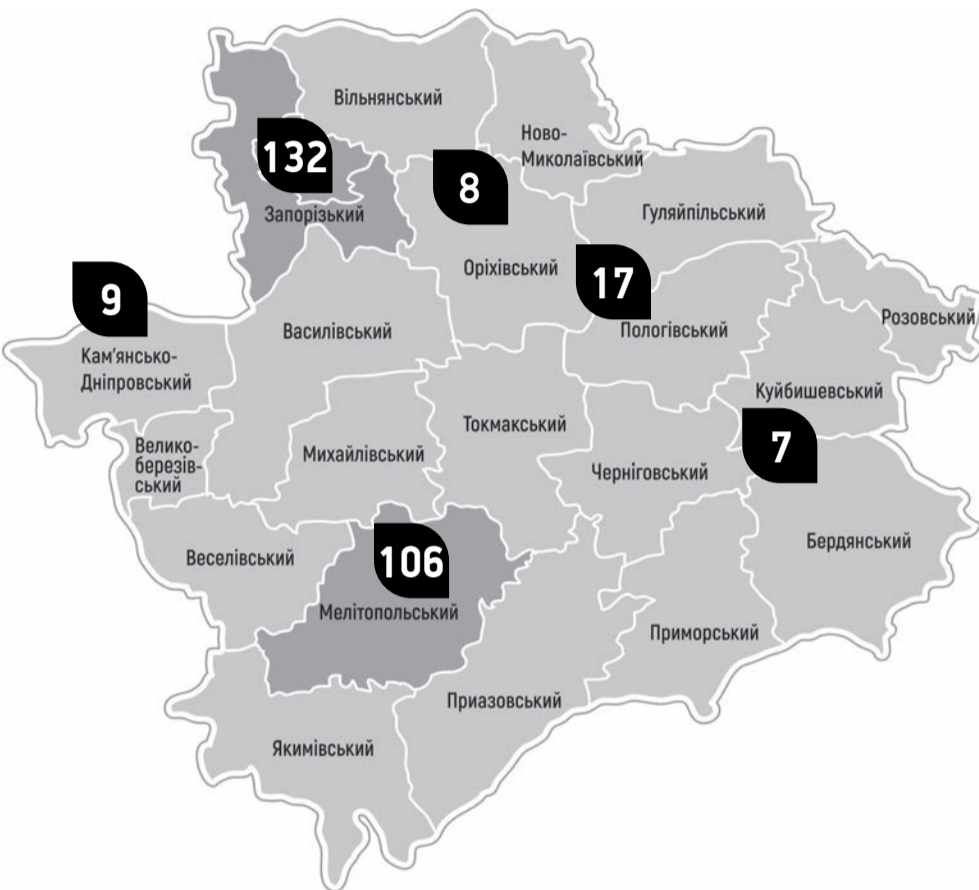 Вільнянський
Ново-
Миколаївський
132
8
Запорізький
Гуляйпільський
Оріхівський
17
9
Василівський
Пологівський
Розовський
Кам'янсько-
Дніпровський
Куйбишевський
Токмакський
7
Велико-
березів-
ський
Михайлівський
Черніговський
Веселівський
106
Бердянський
Мелітопольський
Приморський
Приазовський
Якимівський